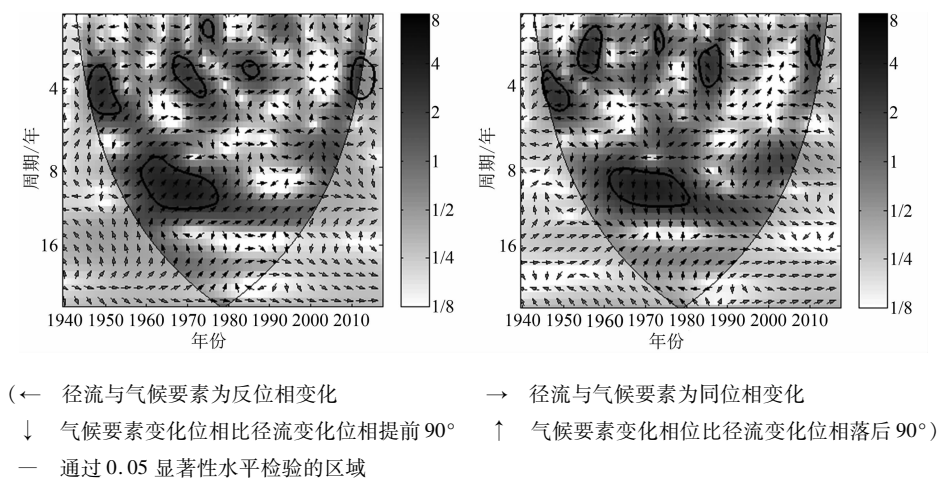 8
4
2
1
1/2
1/4
1/8
4
8
16
周期/年
1940 1950 1960 1970 1980 1990 2000 2010
年份
8
4
2
1
1/2
1/4
1/8
4
8
16
周期/年
1940 1950 1960 1970 1980 1990 2000 2010
年份
(← 径流与气候要素为反位相变化 → 径流与气候要素为同位相变化
↓ 气候要素变化位相比径流变化位相提前 90° ↑ 气候要素变化相位比径流变化位相落后 90°)
— 通过 0.05 显著性水平检验的区域